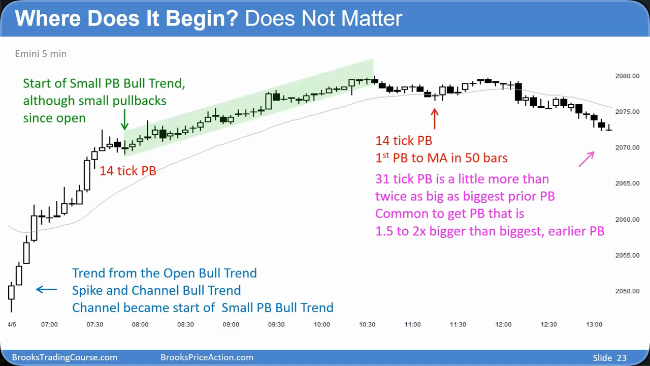 Where Does It Begin? Does Not Matter
Emini 5 min
Start of Small PB Bull Trend,
although small pullbacks
since open
14 tick PB
14 tick PB
1st PB to MA in 50 bars
31 tick PB is a little more than
twice as big as biggest prior PB
Common to get PB that is
1.5 to 2x bigger than biggest, earlier PB
Trend from the Open Bull Trend
Spike and Channel Bull Trend
Channel became start of Small PB Bull Trend
2080.00
2075.00
2070.00
2065.00
2060.00
2055.00
2050.00
4/6 07:00 07:30 08:00 08:30 09:00 09:30 10:00 10:30 11:00 11:30 12:00 12:30 13:00
BrooksTradingCourse.com BrooksPriceAction.com Slide 23